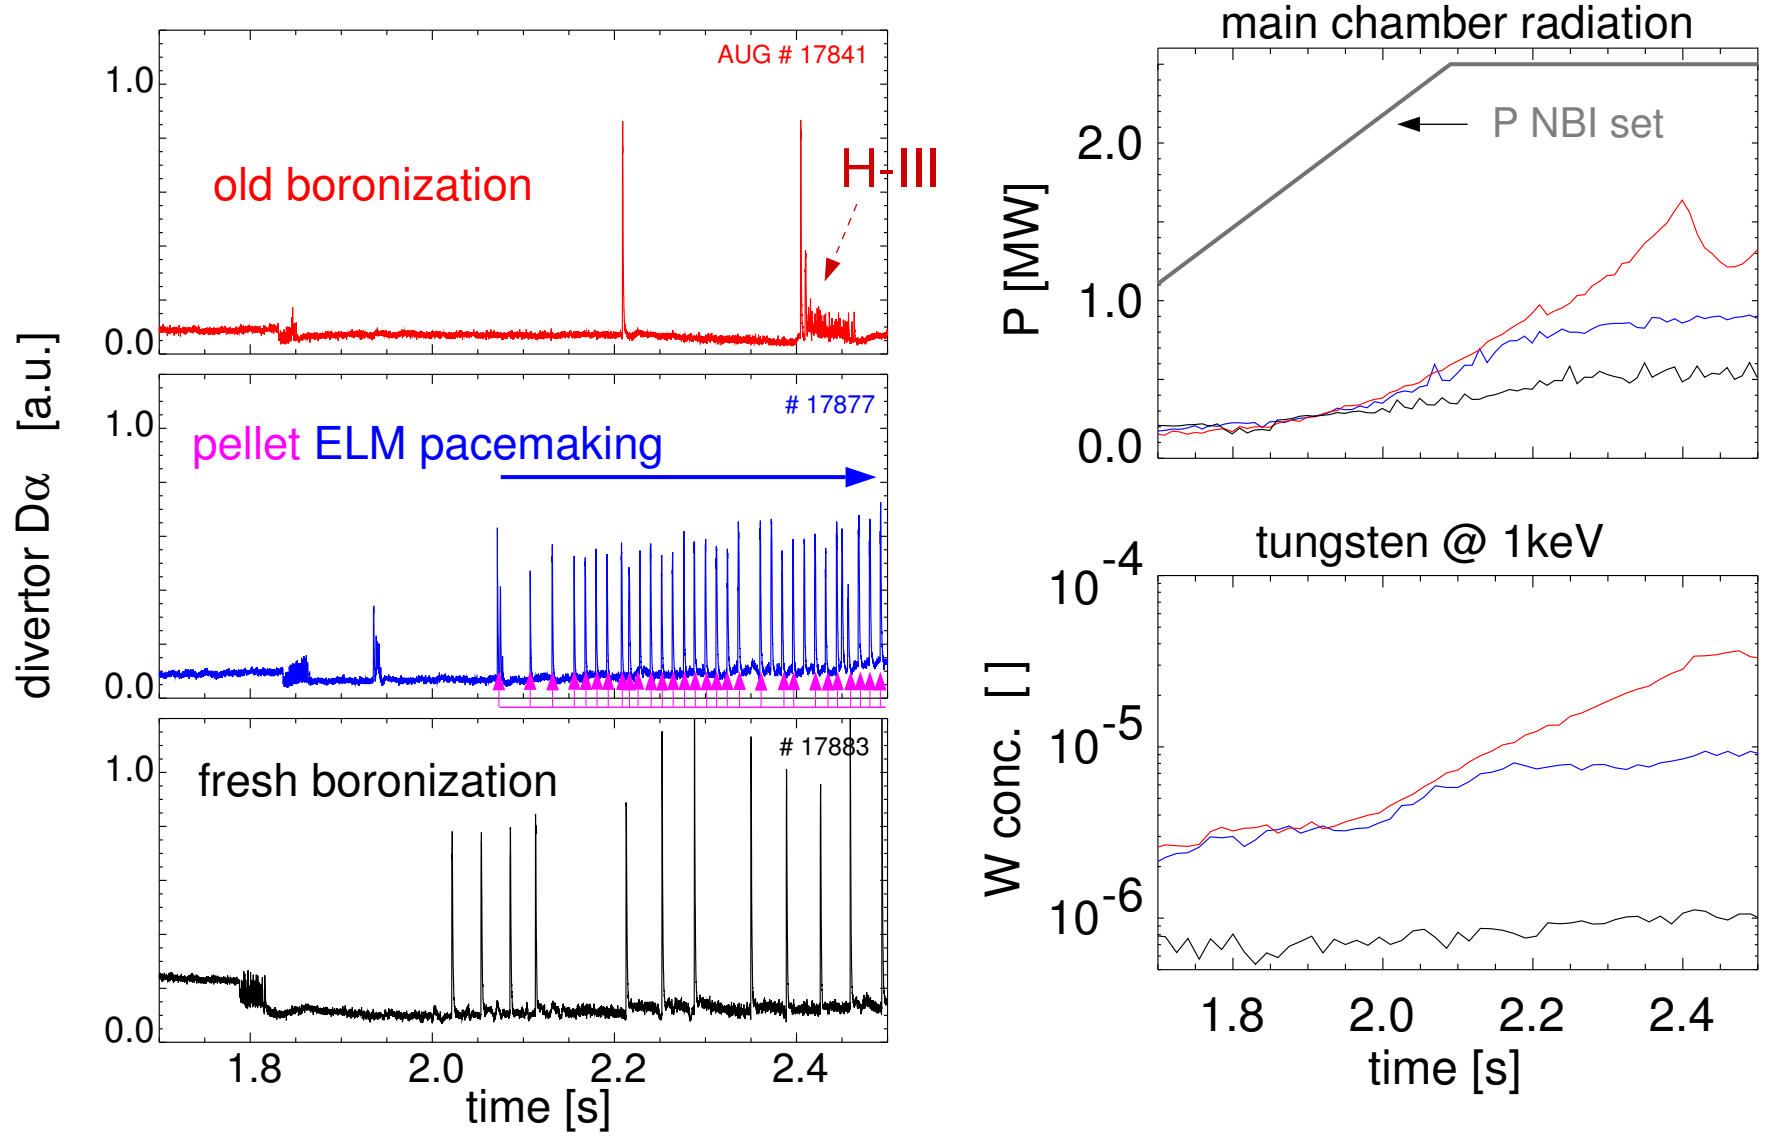 AUG # 17841
1.0
old boronization
H-III
0.0
# 17877
1.0
pellet ELM pacemaking
0.0
# 17883
1.0
fresh boronization
0.0
1.8 2.0 2.2 2.4
time [s]
divertor Dα [a.u.]
main chamber radiation
P NBI set
2.0
1.0
0.0
P [MW]
tungsten @ 1keV
10-4
10-5
10-6
W conc. [ ]
1.8 2.0 2.2 2.4
time [s]